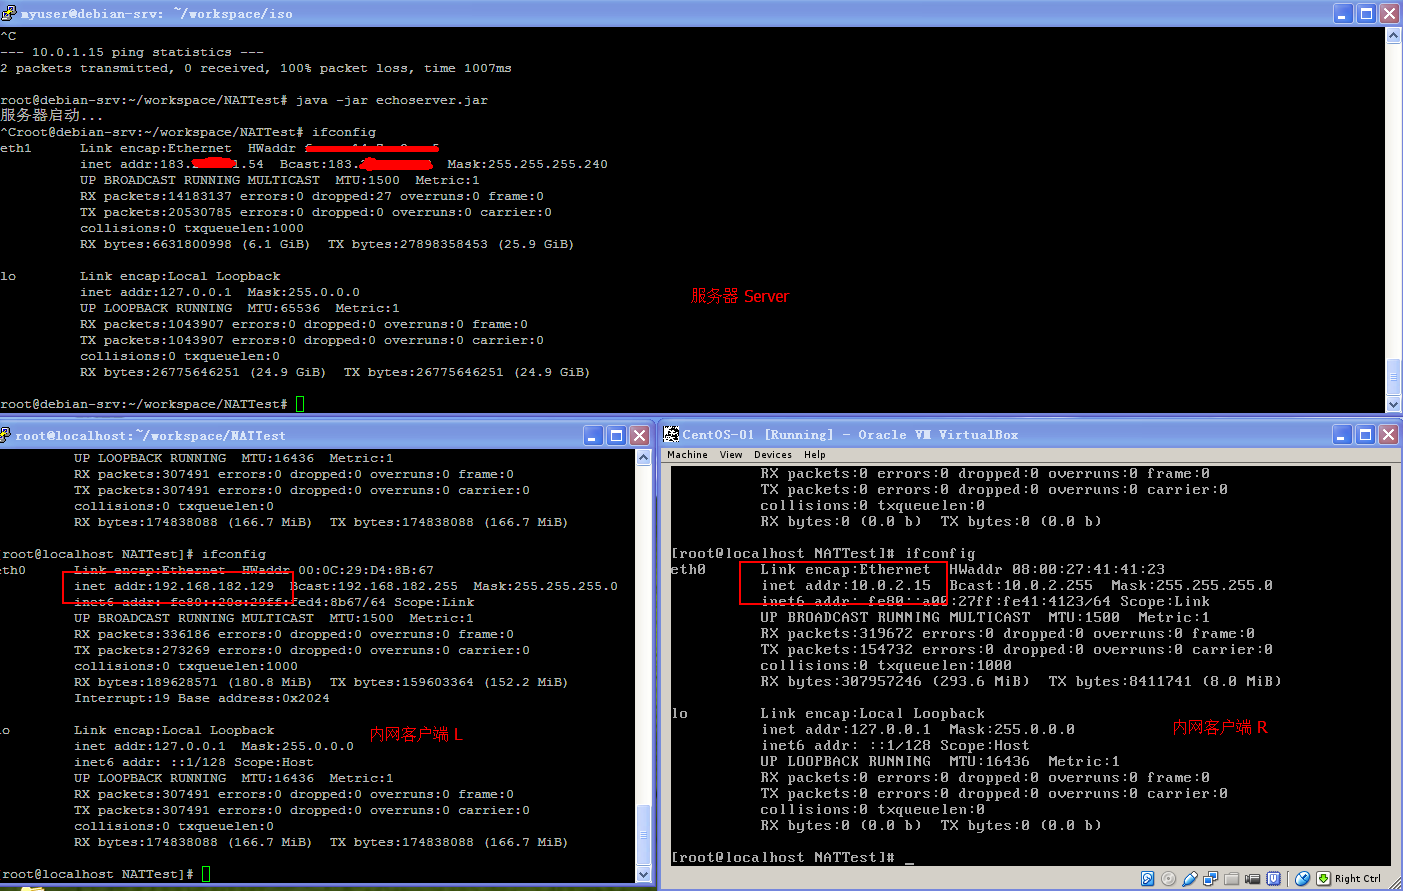 myuser@debian-srv: ~/workspace/iso
^C
--- 10.0.1.15 ping statistics ---
2 packets transmitted, 0 received, 100% packet loss, time 1007ms
root@debian-srv:~/workspace/NATTest# java -jar echoserver.jar
服务器启动...
^Croot@debian-srv:~/workspace/NATTest# ifconfig
eth1 Link encap:Ethernet HWaddr
inet addr:183. 1.54 Bcast:183. Mask:255.255.255.240
UP BROADCAST RUNNING MULTICAST MTU:1500 Metric:1
RX packets:14183137 errors:0 dropped:27 overruns:0 frame:0
TX packets:20530785 errors:0 dropped:0 overruns:0 carrier:0
collisions:0 txqueuelen:1000
RX bytes:6631800998 (6.1 GiB) TX bytes:27898358453 (25.9 GiB)
lo Link encap:Local Loopback
inet addr:127.0.0.1 Mask:255.0.0.0
UP LOOPBACK RUNNING MTU:65536 Metric:1
RX packets:1043907 errors:0 dropped:0 overruns:0 frame:0
TX packets:1043907 errors:0 dropped:0 overruns:0 carrier:0
collisions:0 txqueuelen:0
RX bytes:26775646251 (24.9 GiB) TX bytes:26775646251 (24.9 GiB)
服务器 Server
root@debian-srv:~/workspace/NATTest#
root@localhost:~/workspace/NATTest
UP LOOPBACK RUNNING MTU:16436 Metric:1
RX packets:307491 errors:0 dropped:0 overruns:0 frame:0
TX packets:307491 errors:0 dropped:0 overruns:0 carrier:0
collisions:0 txqueuelen:0
RX bytes:174838088 (166.7 MiB) TX bytes:174838088 (166.7 MiB)
[root@localhost NATTest]# ifconfig
eth0 Link encap:Ethernet HWaddr 00:0C:29:D4:8B:67
inet addr:192.168.182.129 Bcast:192.168.182.255 Mask:255.255.255.0
inet6 addr: fe80::20c:29ff:fed4:8b67/64 Scope:Link
UP BROADCAST RUNNING MULTICAST MTU:1500 Metric:1
RX packets:336186 errors:0 dropped:0 overruns:0 frame:0
TX packets:273269 errors:0 dropped:0 overruns:0 carrier:0
collisions:0 txqueuelen:1000
RX bytes:189628571 (180.8 MiB) TX bytes:159603364 (152.2 MiB)
Interrupt:19 Base address:0x2024
lo Link encap:Local Loopback
inet addr:127.0.0.1 Mask:255.0.0.0
inet6 addr: ::1/128 Scope:Host
UP LOOPBACK RUNNING MTU:16436 Metric:1
RX packets:307491 errors:0 dropped:0 overruns:0 frame:0
TX packets:307491 errors:0 dropped:0 overruns:0 carrier:0
collisions:0 txqueuelen:0
RX bytes:174838088 (166.7 MiB) TX bytes:174838088 (166.7 MiB)
内网客户端 L
[root@localhost NATTest]#
CentOS-01 [Running] - Oracle VM VirtualBox
Machine View Devices Help
RX packets:0 errors:0 dropped:0 overruns:0 frame:0
TX packets:0 errors:0 dropped:0 overruns:0 carrier:0
collisions:0 txqueuelen:0
RX bytes:0 (0.0 b) TX bytes:0 (0.0 b)
[root@localhost NATTest]# ifconfig
eth0 Link encap:Ethernet HWaddr 08:00:27:41:41:23
inet addr:10.0.2.15 Bcast:10.0.2.255 Mask:255.255.255.0
inet6 addr: fe80::a00:27ff:fe41:4123/64 Scope:Link
UP BROADCAST RUNNING MULTICAST MTU:1500 Metric:1
RX packets:319672 errors:0 dropped:0 overruns:0 frame:0
TX packets:154732 errors:0 dropped:0 overruns:0 carrier:0
collisions:0 txqueuelen:1000
RX bytes:307957246 (293.6 MiB) TX bytes:8411741 (8.0 MiB)
lo Link encap:Local Loopback
inet addr:127.0.0.1 Mask:255.0.0.0
inet6 addr: ::1/128 Scope:Host
UP LOOPBACK RUNNING MTU:16436 Metric:1
RX packets:0 errors:0 dropped:0 overruns:0 frame:0
TX packets:0 errors:0 dropped:0 overruns:0 carrier:0
collisions:0 txqueuelen:0
RX bytes:0 (0.0 b) TX bytes:0 (0.0 b)
内网客户端 R
[root@localhost NATTest]# _
Right Ctrl